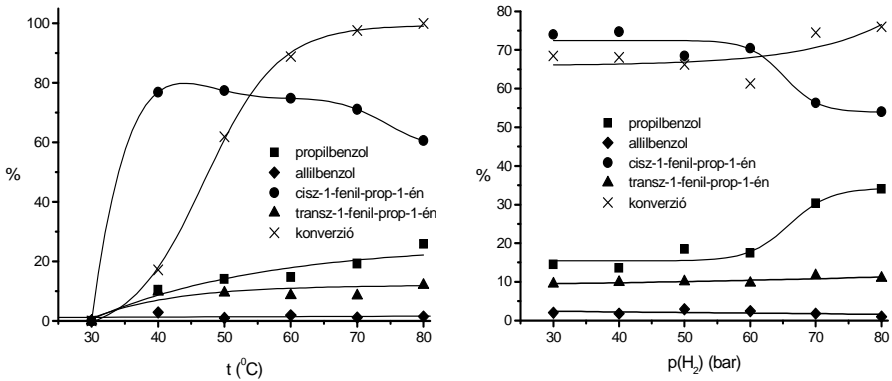 100
80
60
%
40
20
0
propilbenzol
allilbenzol
cisz-1-fenil-prop-1-én
transz-1-fenil-prop-1-én
konverzió
30 40 50 60 70 80
t (⁰C)
80
70
60
50
%
40
30
20
10
0
propilbenzol
allilbenzol
cisz-1-fenil-prop-1-én
transz-1-fenil-prop-1-én
konverzió
30 40 50 60 70 80
p(H₂) (bar)